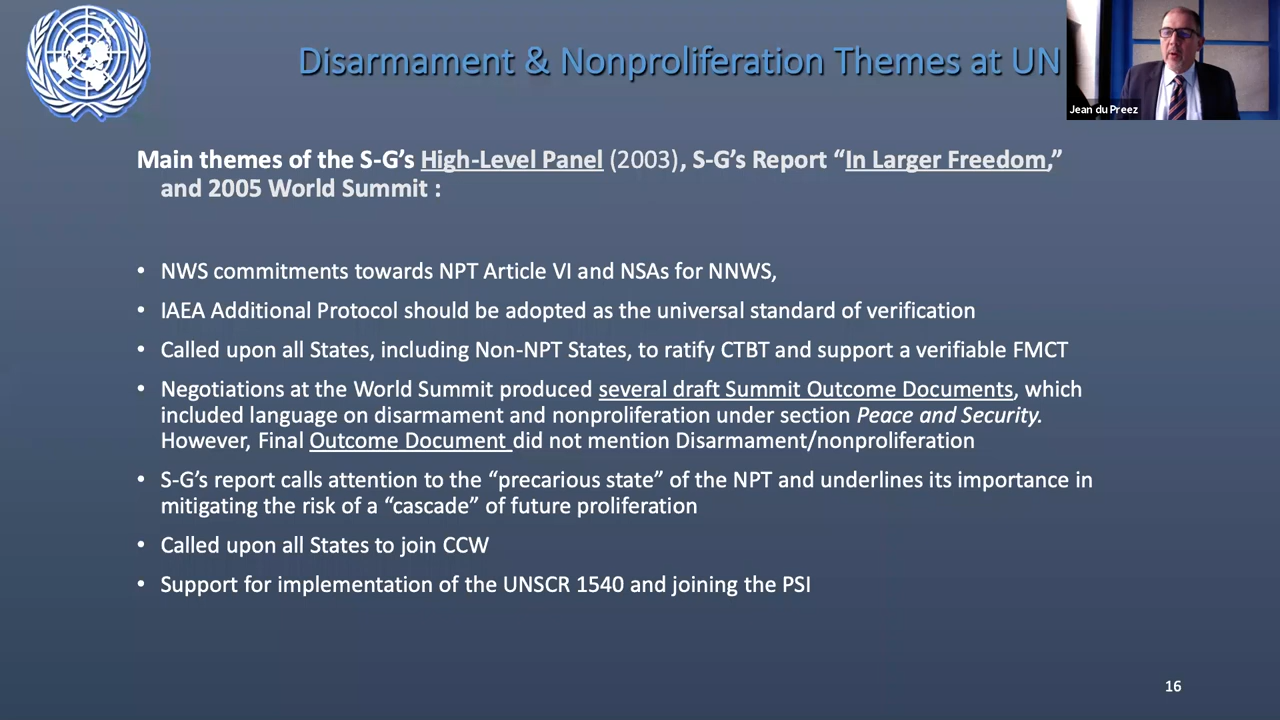 Disarmament & Nonproliferation Themes at UN
Jean du Preez
Main themes of the S-G’s High-Level Panel (2003), S-G’s Report “In Larger Freedom,”
and 2005 World Summit :
• NWS commitments towards NPT Article VI and NSAs for NNWS,
• IAEA Additional Protocol should be adopted as the universal standard of verification
• Called upon all States, including Non-NPT States, to ratify CTBT and support a verifiable FMCT
• Negotiations at the World Summit produced several draft Summit Outcome Documents, which
included language on disarmament and nonproliferation under section Peace and Security.
However, Final Outcome Document did not mention Disarmament/nonproliferation
• S-G’s report calls attention to the “precarious state” of the NPT and underlines its importance in
mitigating the risk of a “cascade” of future proliferation
• Called upon all States to join CCW
• Support for implementation of the UNSCR 1540 and joining the PSI
16